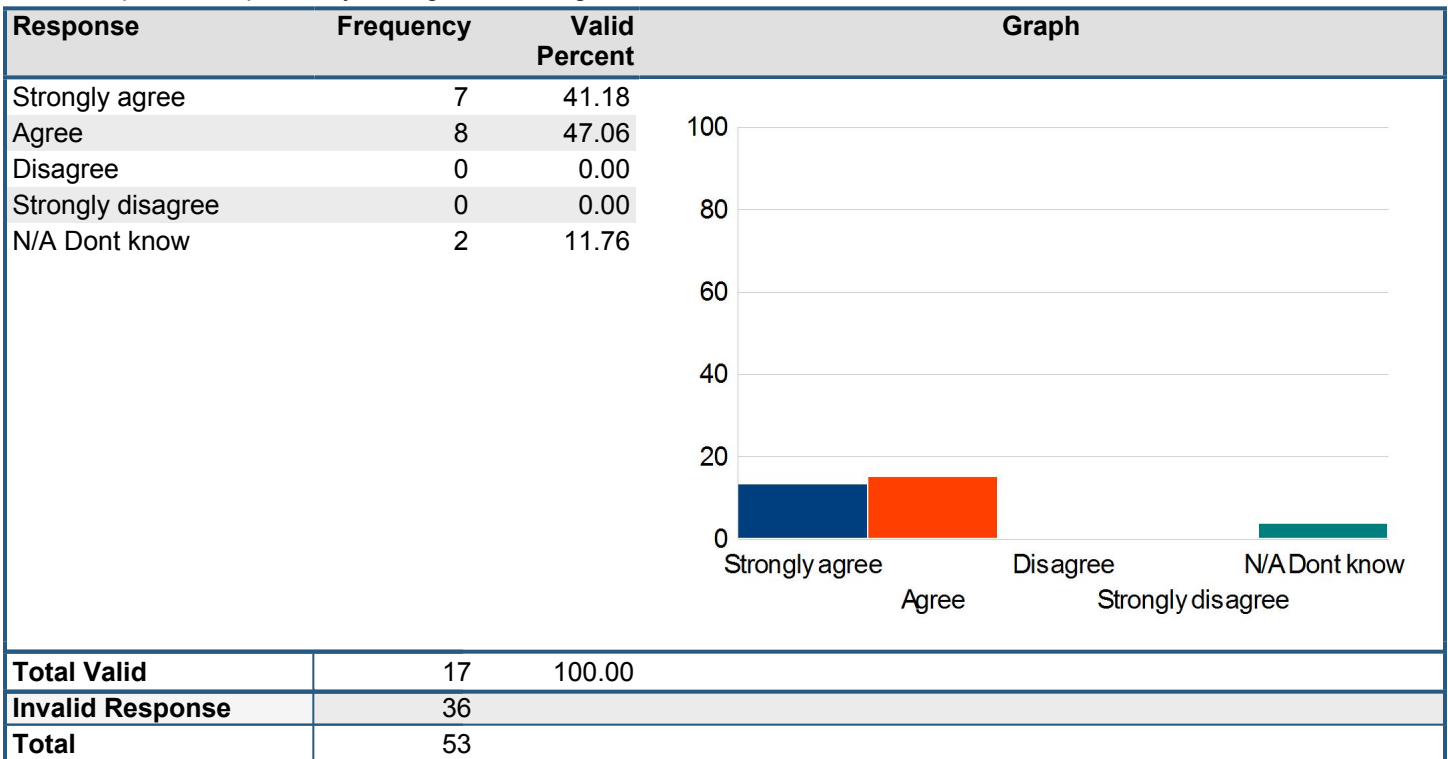 Response Frequency Valid Percent Graph
Strongly agree 7 41.18
Agree 8 47.06
Disagree 0 0.00
Strongly disagree 0 0.00
N/A Dont know 2 11.76
100
80
60
40
20
0
Strongly agree Disagree N/A Dont know
Agree Strongly disagree
Total Valid 17 100.00
Invalid Response 36
Total 53